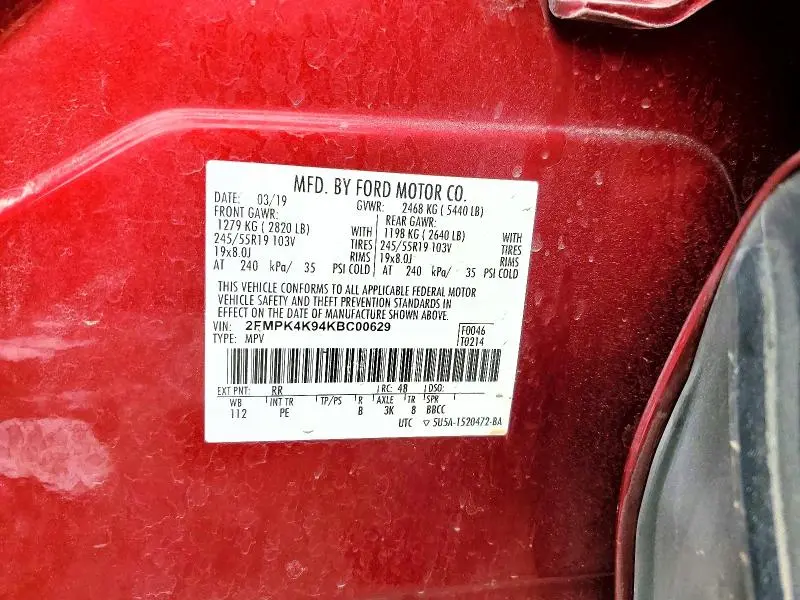 MFD. BY FORD MOTOR CO.
DATE: 03/19 GVWR: 2468 KG ( 5440 LB)
FRONT GAWR: REAR GAWR:
1279 KG ( 2820 LB) WITH 1198 KG ( 2640 LB) WITH
245/55R19 103V TIRES 245/55R19 103V TIRES
19x8.0J RIMS 19x8.0J RIMS
AT 240 kPa/ 35 PSI COLD AT 240 kPa/ 35 PSI COLD
THIS VEHICLE CONFORMS TO ALL APPLICABLE FEDERAL MOTOR
VEHICLE SAFETY AND THEFT PREVENTION STANDARDS IN
EFFECT ON THE DATE OF MANUFACTURE SHOWN ABOVE.
VIN: 2FMPK4K94KBC00629 F0046
TYPE: MPV T0214
EXT PNT: RR RC: 48 DSO:
WB INT TR TP/PS R AXLE TR SPR
112 PE B 3K 8 BBCC
UTC ▽ 5U5A-1520472-BA